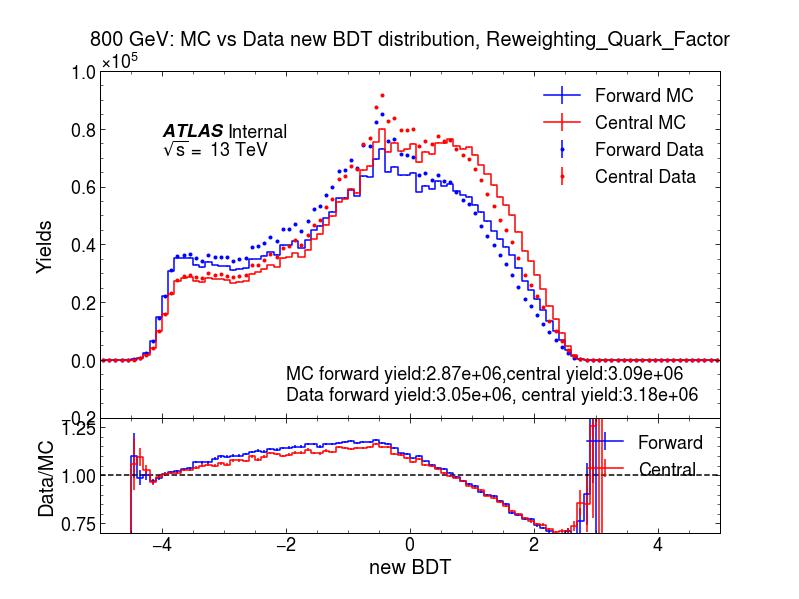 800 GeV: MC vs Data new BDT distribution, Reweighting_Quark_Factor
×10⁵
1.0
0.8
0.6
0.4
0.2
0.0
0.2
Yields
ATLAS Internal
√s = 13 TeV
Forward MC
Central MC
Forward Data
Central Data
MC forward yield:2.87e+06,central yield:3.09e+06
Data forward yield:3.05e+06, central yield:3.18e+06
1.25
1.00
0.75
Data/MC
Forward
Central
−4 −2 0 2 4
new BDT